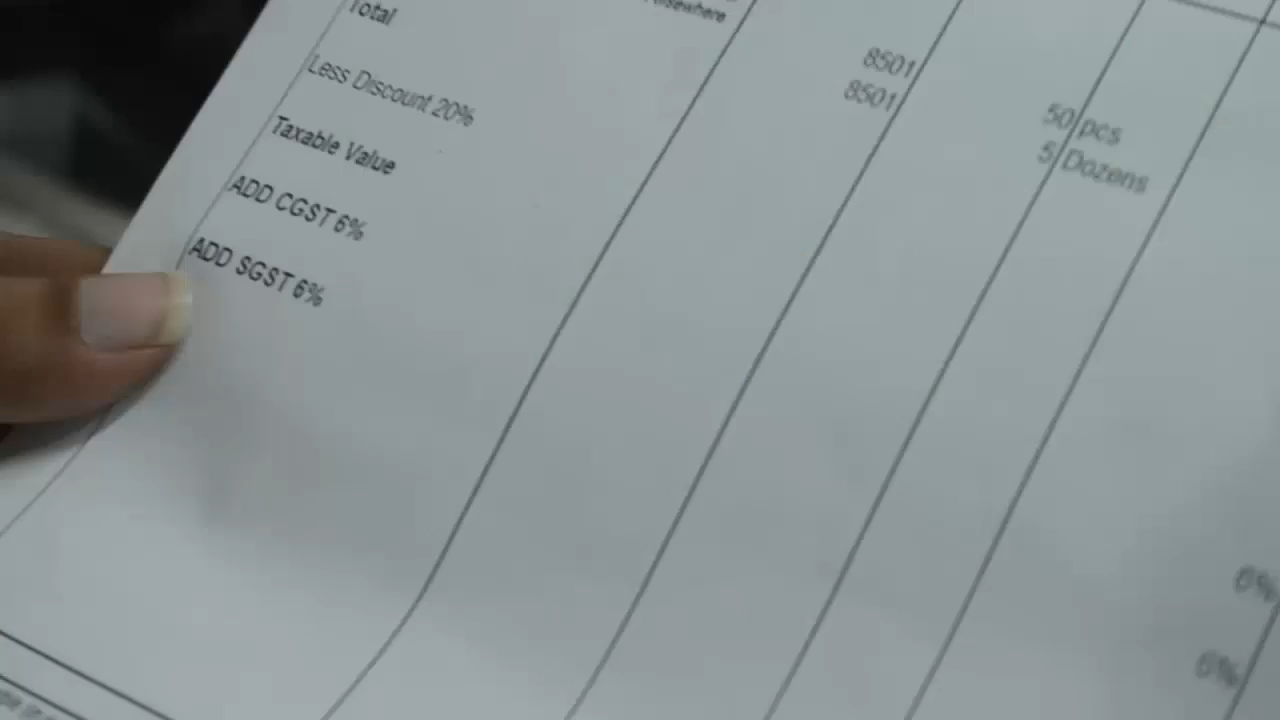 elsewhere
Total
Less Discount 20%
Taxable Value
ADD CGST 6%
ADD SGST 6%
8501
8501
50 pcs
5 Dozens
6%
6%